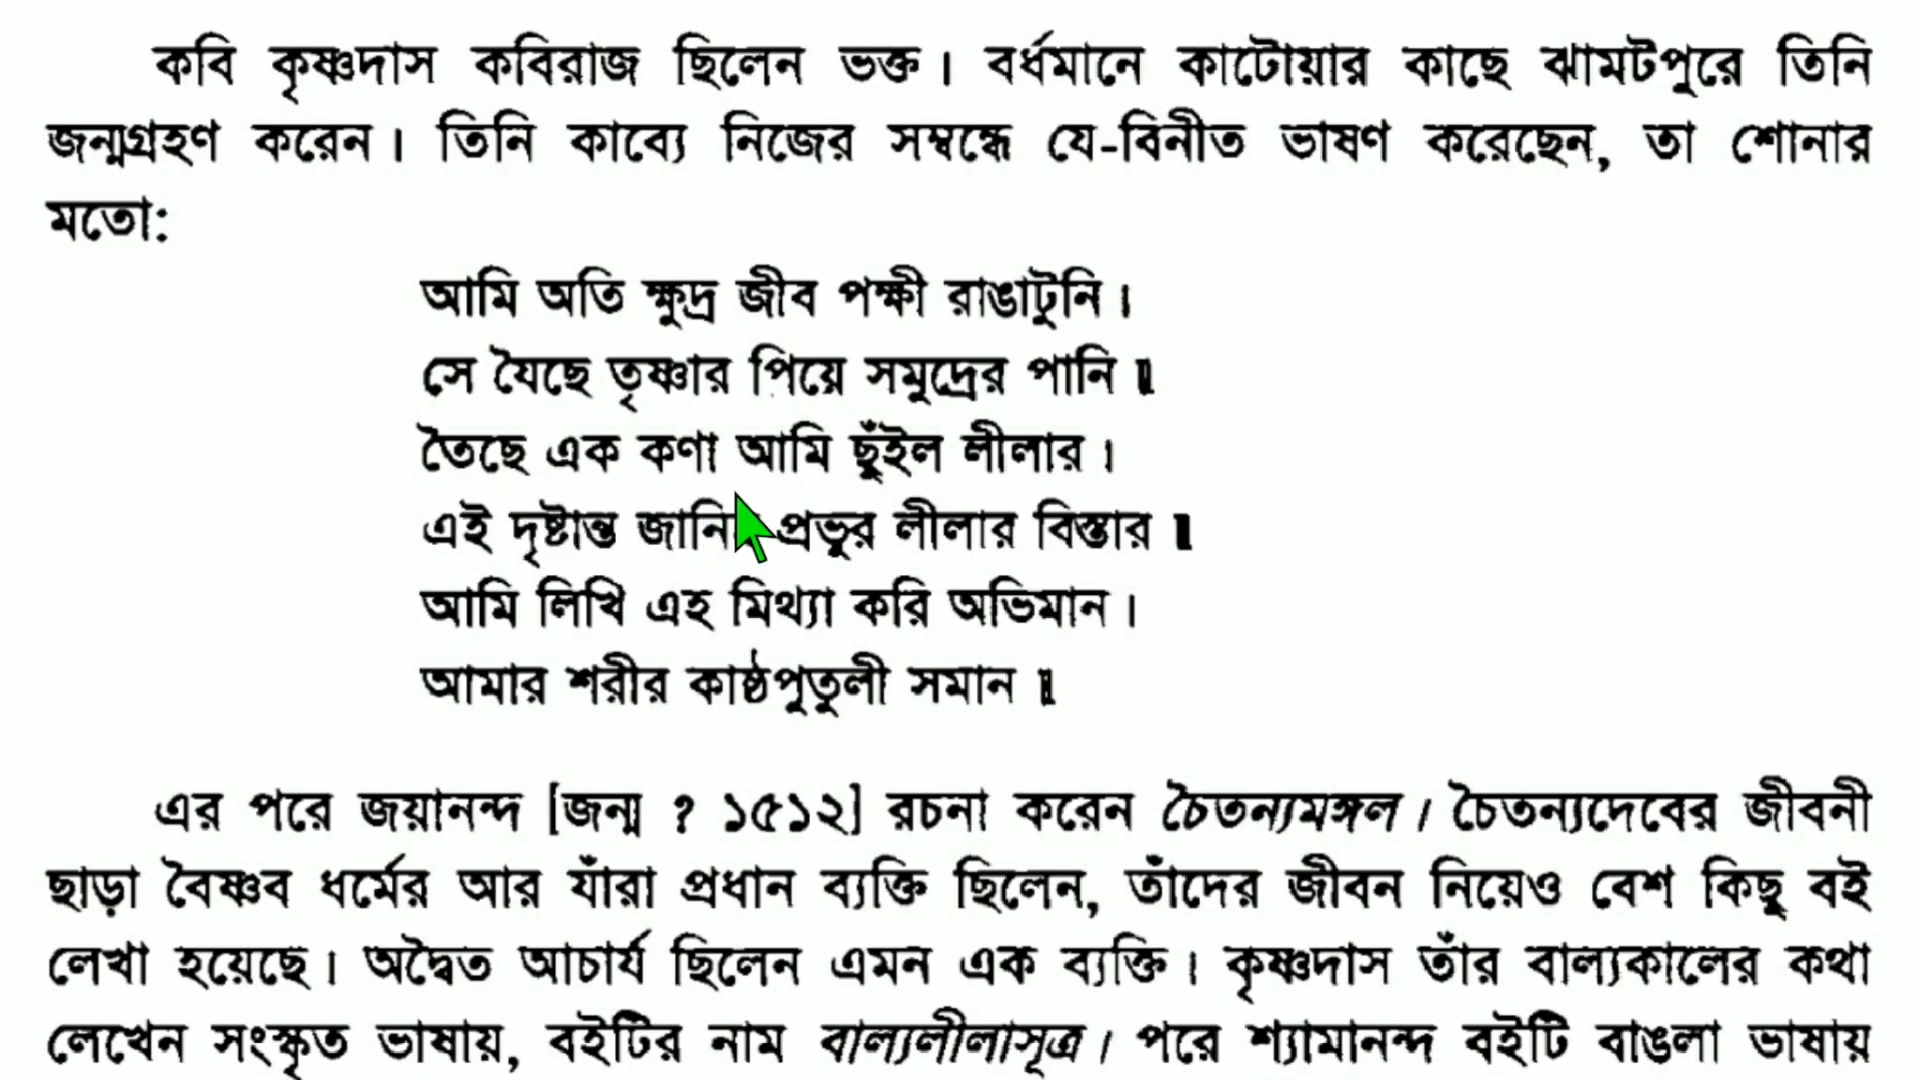 কবি কৃষ্ণদাস কবিরাজ ছিলেন ভক্ত। বর্ধমানে কাটোয়ার কাছে ঝামটপুরে তিনি
জন্মগ্রহণ করেন। তিনি কাব্যে নিজের সম্বন্ধে যে-বিনীত ভাষণ করেছেন, তা শোনার
মতো:
আমি অতি ক্ষুদ্র জীব পক্ষী রাঙাটুনি।
সে যৈছে তৃষ্ণার পিয়ে সমুদ্রের পানি॥
তৈছে এক কণা আমি ছুঁইল লীলার।
এই দৃষ্টান্ত প্রভুর লীলার বিস্তার॥
আমি লিখি এহ মিথ্যা করি অভিমান।
আমার শরীর কাষ্ঠপুতুলী সমান॥
এর পরে জয়ানন্দ [জন্ম ? ১৫১২] রচনা করেন চৈতন্যমঙ্গল। চৈতন্যদেবের জীবনী
ছাড়া বৈষ্ণব ধর্মের আর যাঁরা প্রধান ব্যক্তি ছিলেন, তাঁদের জীবন নিয়েও বেশ কিছু বই
লেখা হয়েছে। অদ্বৈত আচার্য ছিলেন এমন এক ব্যক্তি। কৃষ্ণদাস তাঁর বাল্যকালের কথা
লেখেন সংস্কৃত ভাষায়, বইটির নাম বাল্যলীলাসূত্র। পরে শ্যামানন্দ বইটি বাঙলা ভাষায়